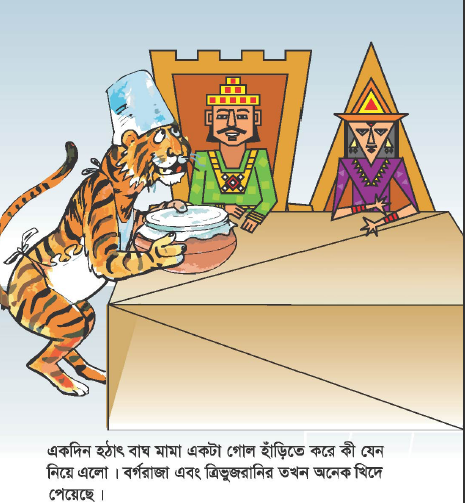 একদিন হঠাৎ বাঘ মামা একটা গোল হাঁড়িতে করে কী যেন
নিয়ে এলো । বর্গরাজা এবং ত্রিভুজরানির তখন অনেক খিদে
পেয়েছে ।